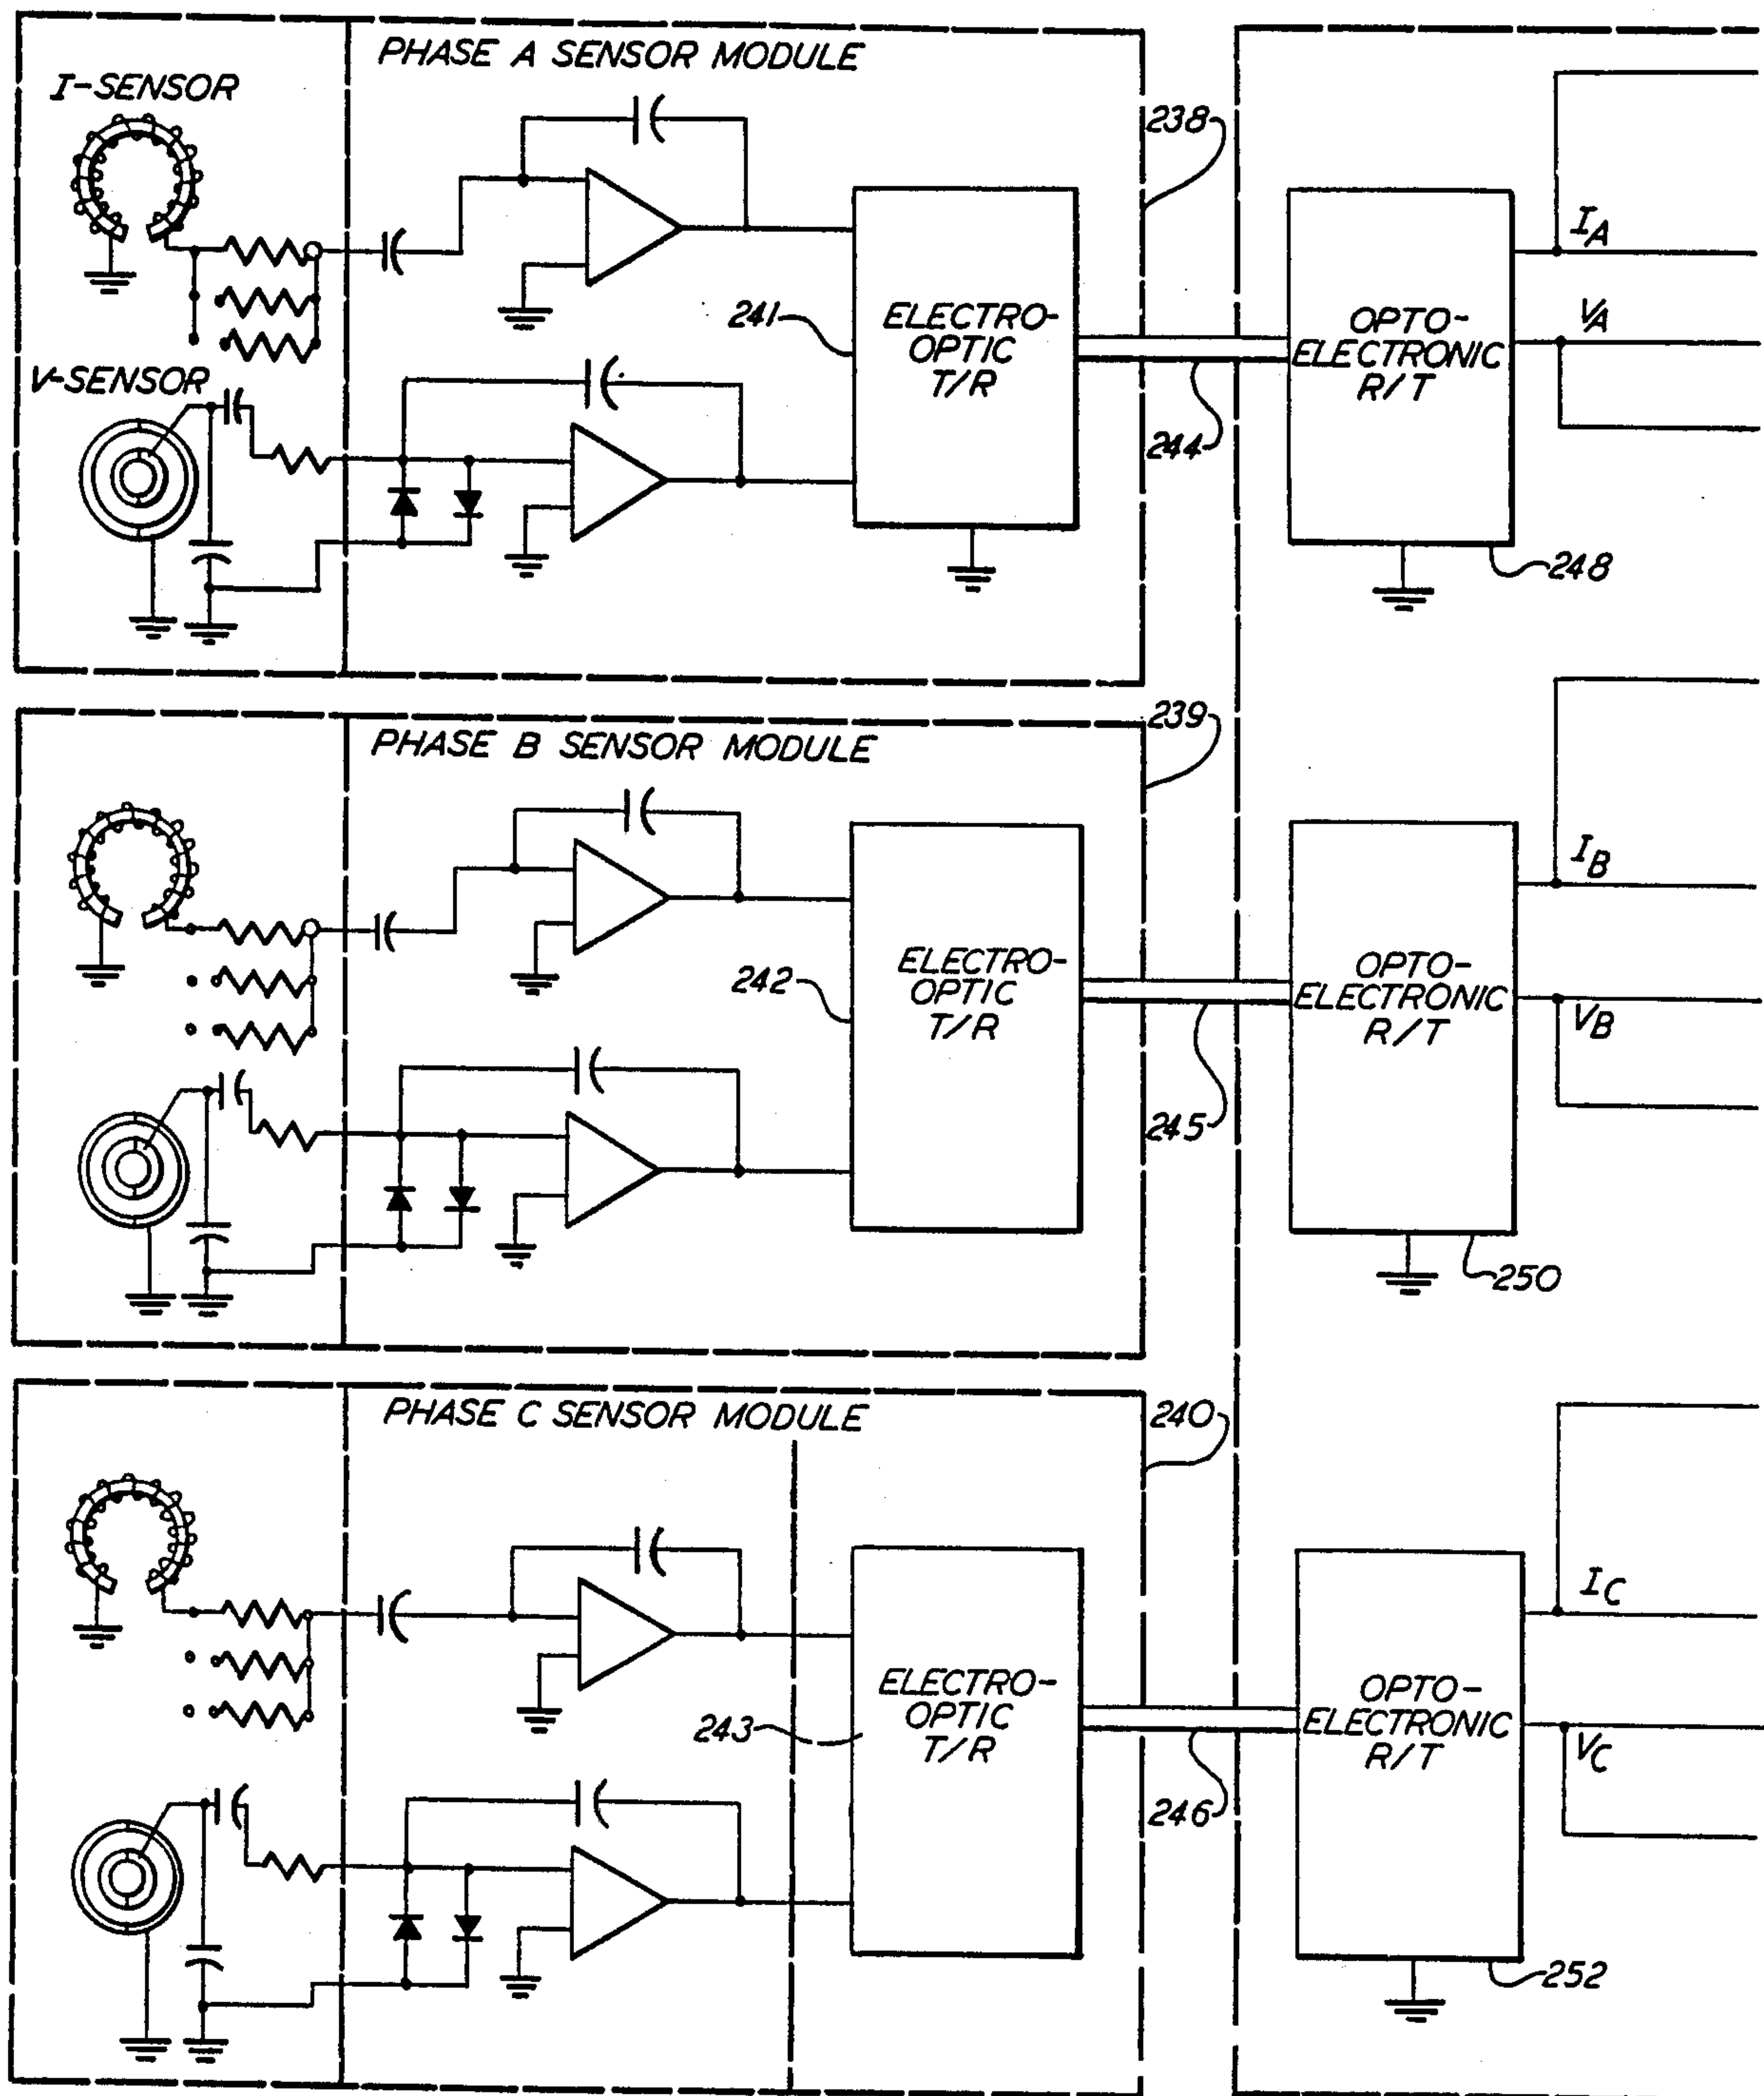 PHASE A SENSOR MODULE
I-SENSOR
238
I_A
V_A
241
ELECTRO-
OPTIC
T/R
OPTO-
ELECTRONIC
R/T
V-SENSOR
244
248
PHASE B SENSOR MODULE
239
I_B
242
ELECTRO-
OPTIC
T/R
OPTO-
ELECTRONIC
R/T
V_B
245
250
PHASE C SENSOR MODULE
240
I_C
243
ELECTRO-
OPTIC
T/R
OPTO-
ELECTRONIC
R/T
V_C
246
252